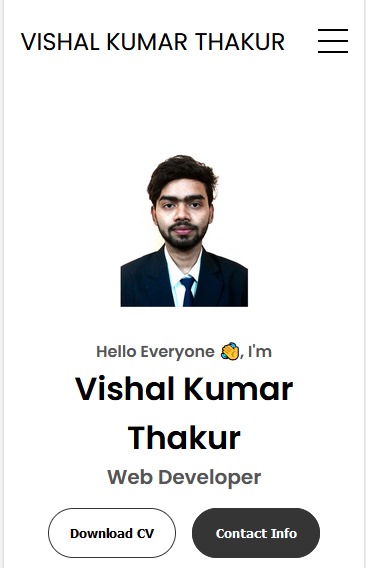 VISHAL KUMAR THAKUR
Hello Everyone 👋, I'm
Vishal Kumar
Thakur
Web Developer
Download CV
Contact Info